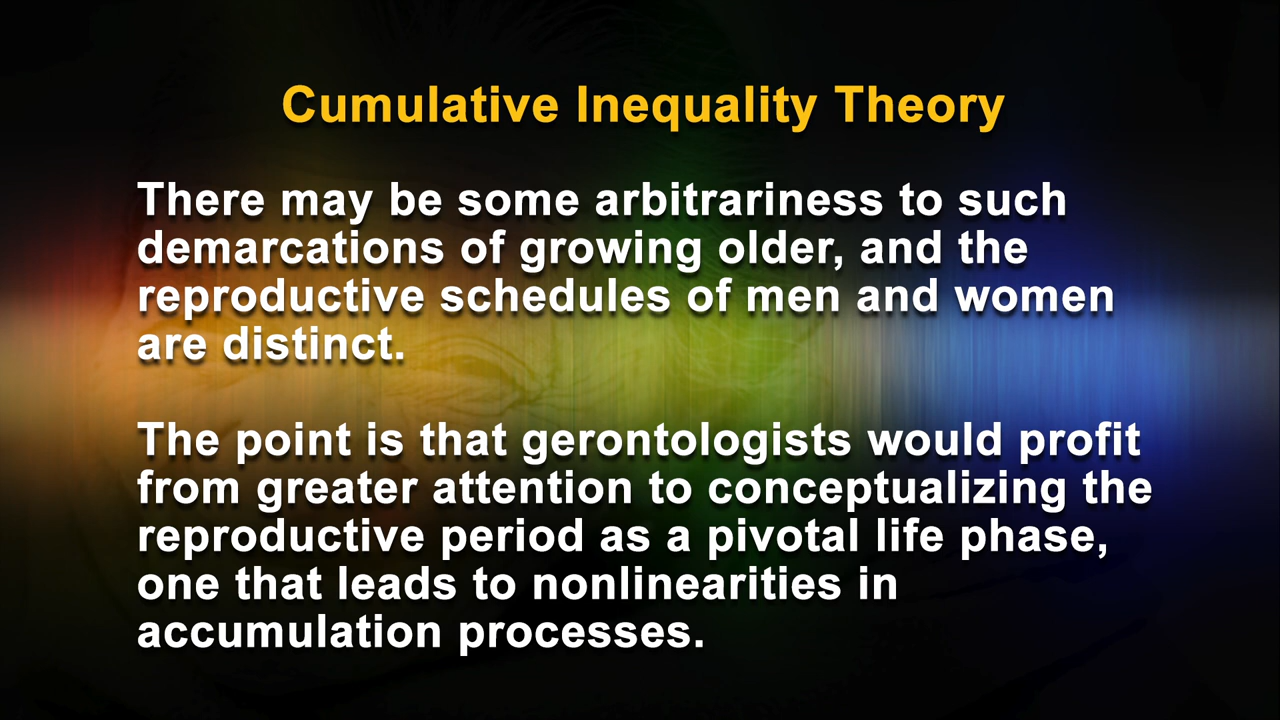 Cumulative Inequality Theory
There may be some arbitrariness to such
demarcations of growing older, and the
reproductive schedules of men and women
are distinct.
The point is that gerontologists would profit
from greater attention to conceptualizing the
reproductive period as a pivotal life phase,
one that leads to nonlinearities in
accumulation processes.